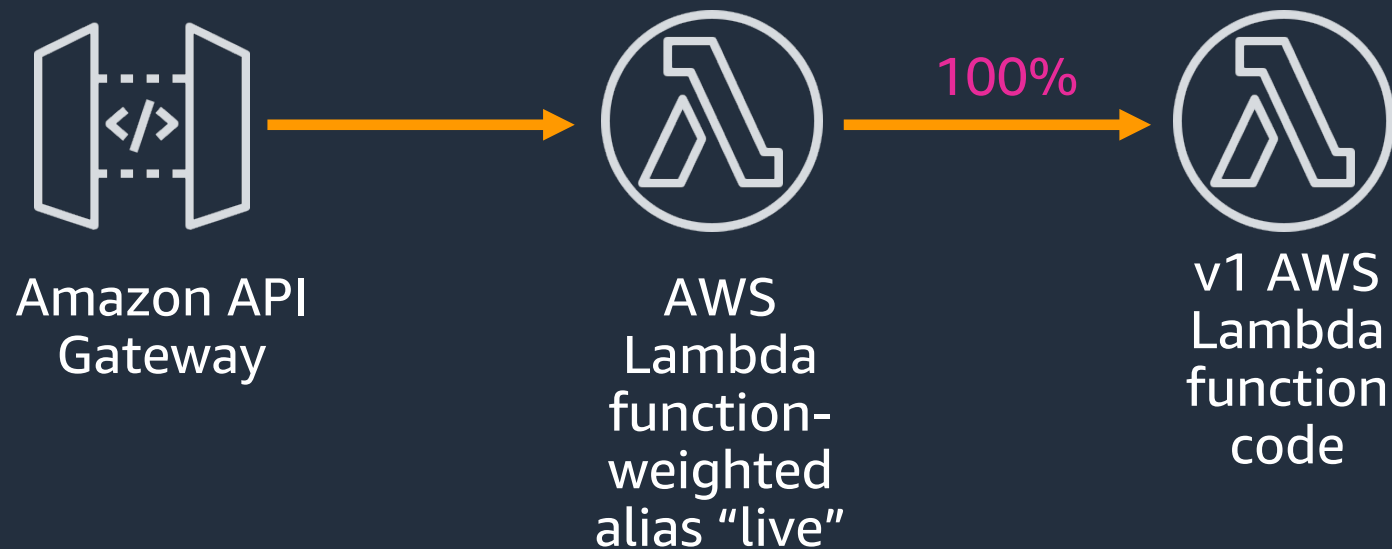 </>
100%
Amazon API
Gateway
AWS
Lambda
function-
weighted
alias “live”
v1 AWS
Lambda
function
code